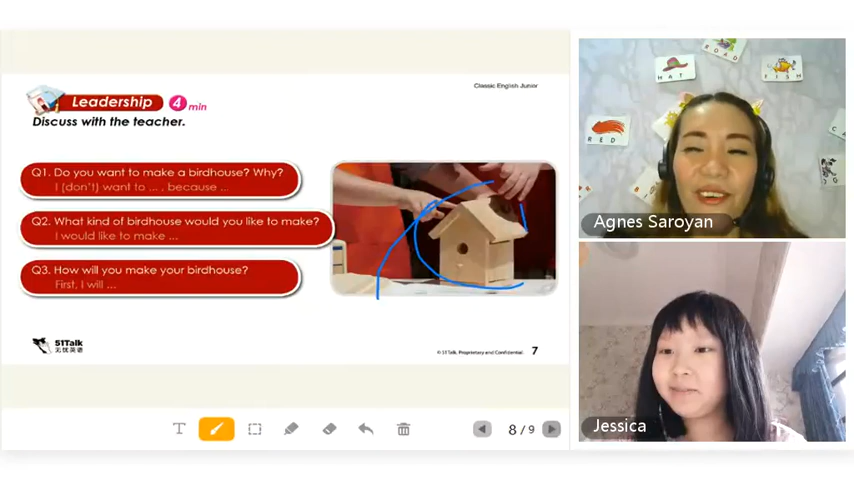 Classic English Junior
Leadership 4 min
Discuss with the teacher.
Q1. Do you want to make a birdhouse? Why?
I (don't) want to ... , because ...
Q2. What kind of birdhouse would you like to make?
I would like to make ...
Q3. How will you make your birdhouse?
First, I will ...
51Talk
无忧英语
© 51Talk. Proprietary and Confidential. 7
T
8 / 9
ROAD
HAT
FISH
RED
Agnes Saroyan
Jessica